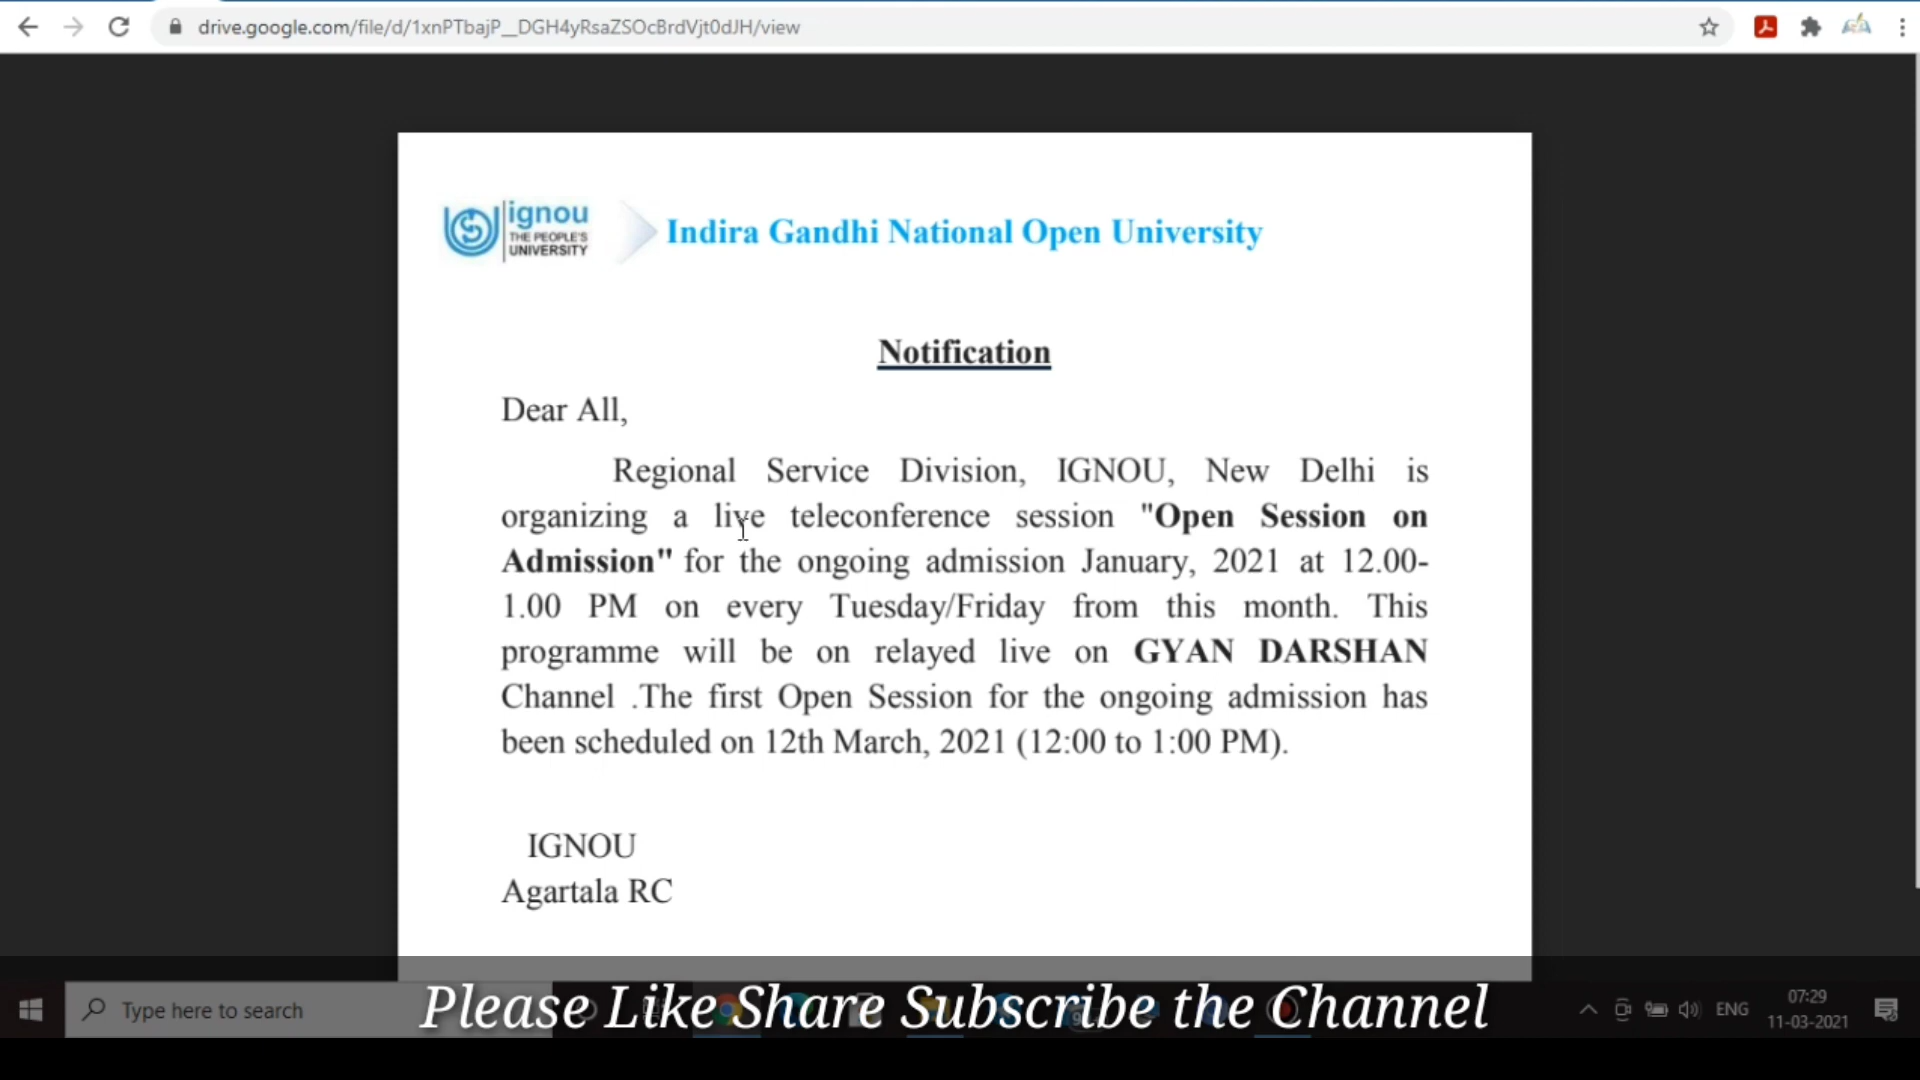 drive.google.com/file/d/1xnPTbajP__DGH4yRsaZSOcBrdVjt0dJH/view
ignou
THE PEOPLE'S
UNIVERSITY
Indira Gandhi National Open University
Notification
Dear All,
Regional Service Division, IGNOU, New Delhi is
organizing a live teleconference session "Open Session on
Admission" for the ongoing admission January, 2021 at 12.00-
1.00 PM on every Tuesday/Friday from this month. This
programme will be on relayed live on GYAN DARSHAN
Channel .The first Open Session for the ongoing admission has
been scheduled on 12th March, 2021 (12:00 to 1:00 PM).
IGNOU
Agartala RC
Please Like Share Subscribe the Channel
Type here to search
ENG
07:29
11-03-2021